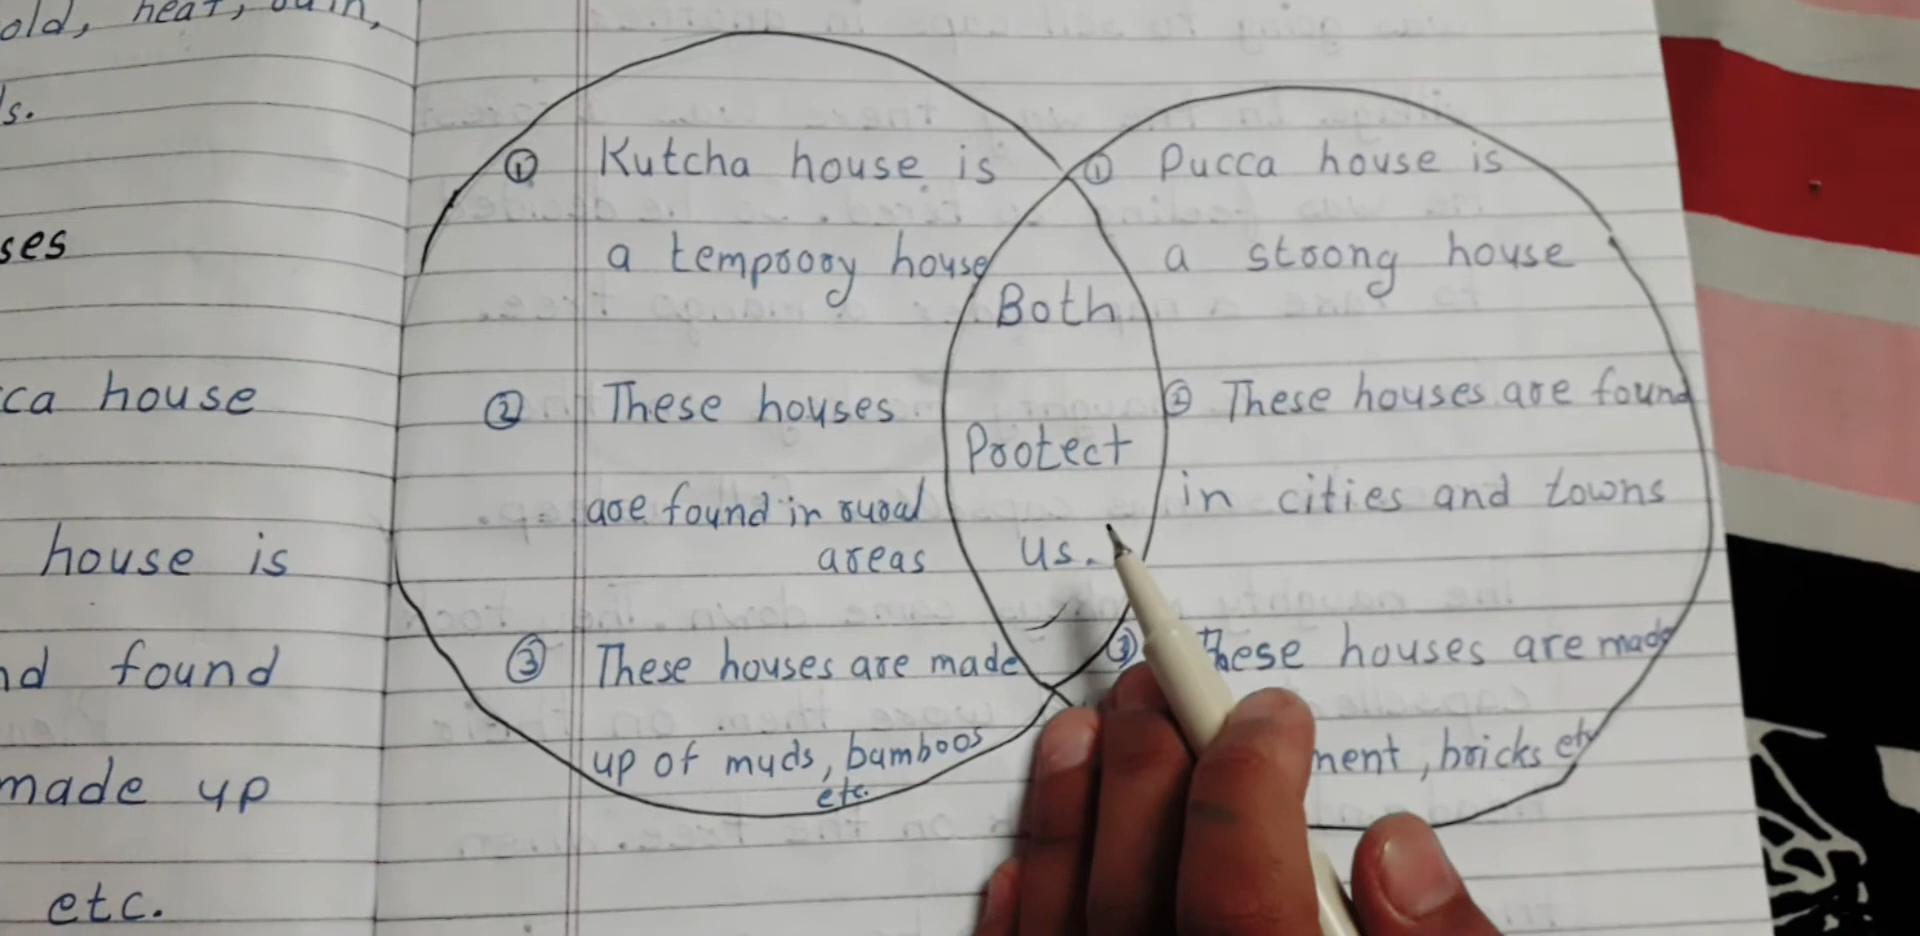 old, heat,
ses
ca house
house is
nd found
made up
etc.
① Kutcha house is
a temprory house
② These houses
are found in rural
areas
③ These houses are made
up of muds, bamboos
etc.
Both
Protect
us.
① Pucca house is
a strong house
② These houses are found
in cities and towns
③ These houses are made
ment, bricks etc